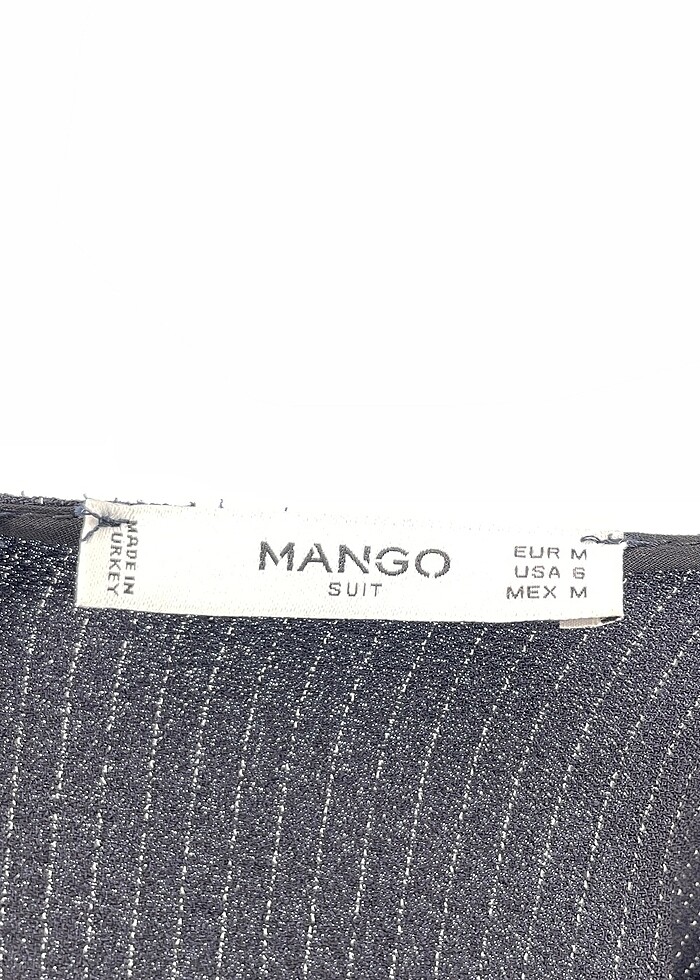 MADE IN
TURKEY
MANGO
SUIT
EUR M
USA 6
MEX M